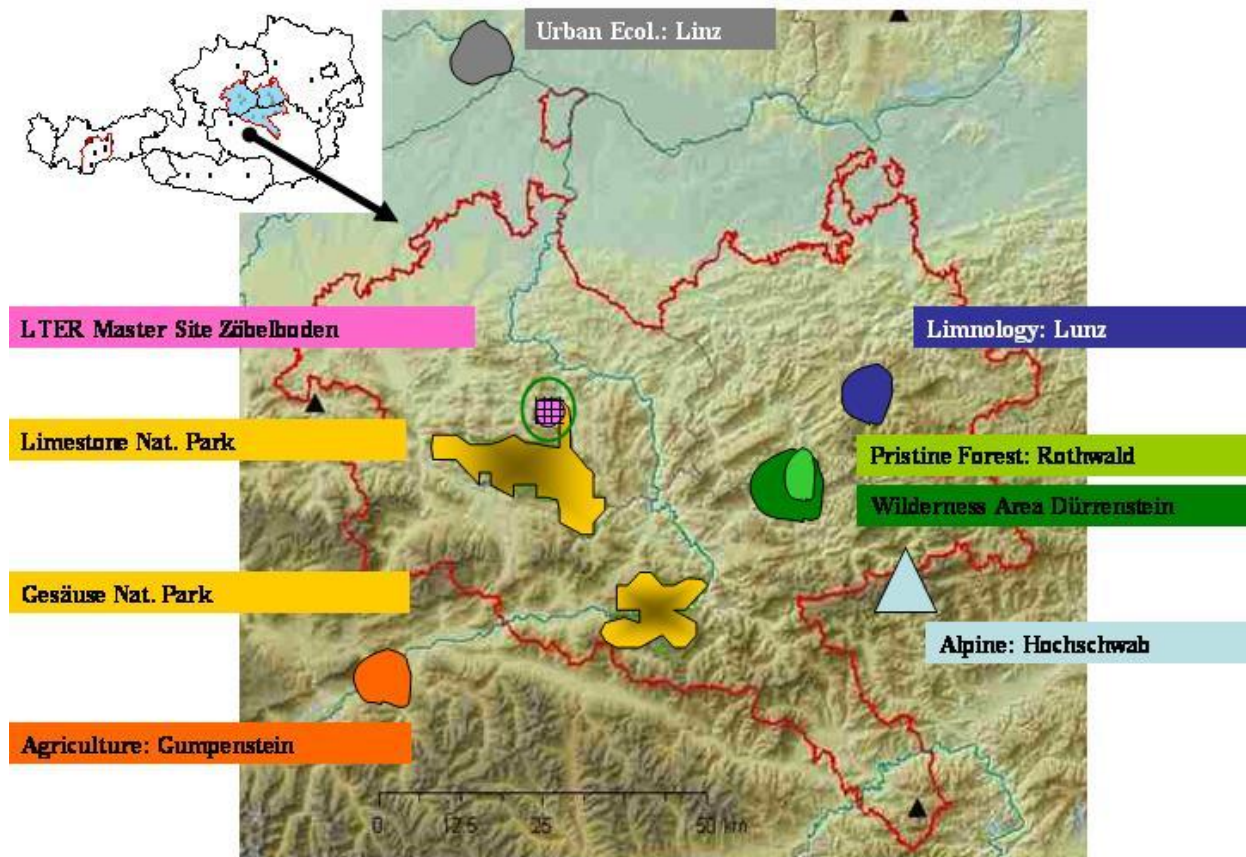 Urban Ecol.: Linz
LTER Master Site Zöbelboden
Limnology: Lunz
Limestone Nat. Park
Pristine Forest: Rothwald
Wilderness Area Dürrenstein
Gesäuse Nat. Park
Alpine: Hochschwab
Agriculture: Gumpenstein
0 12.5 25 50 km